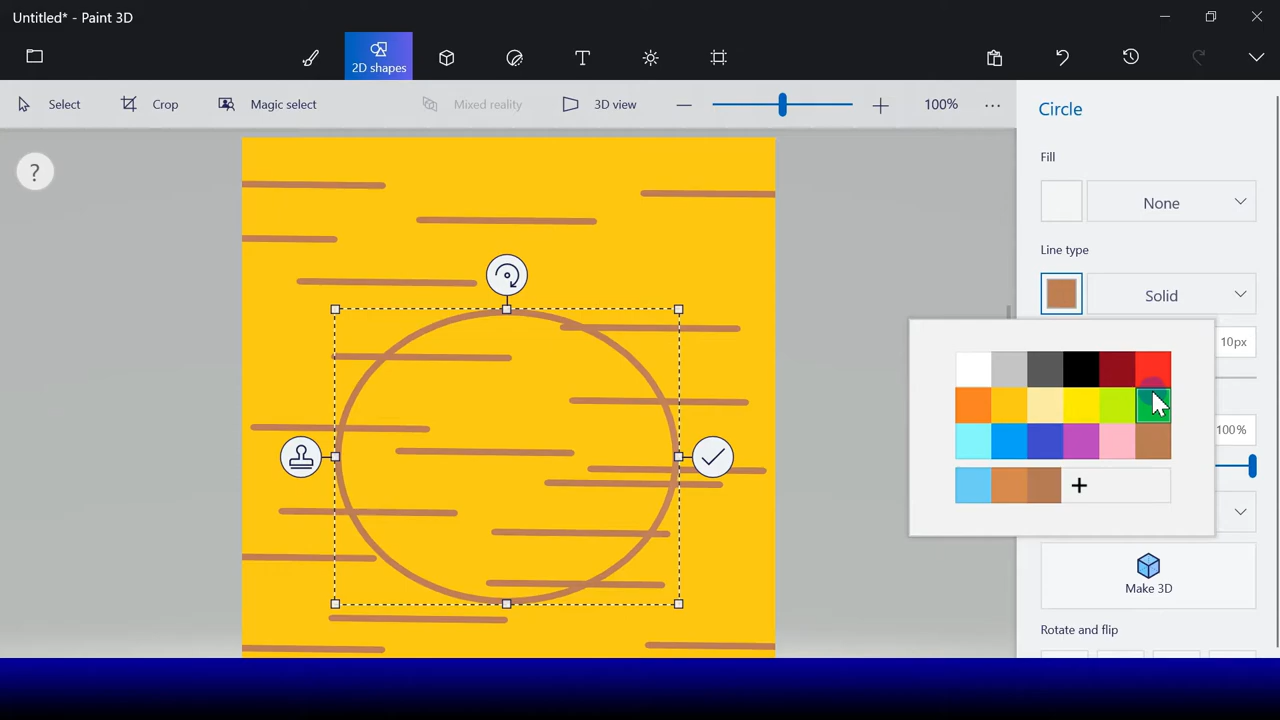 Untitled* - Paint 3D
2D shapes
Select
Crop
Magic select
Mixed reality
3D view
100%
?
Circle
Fill
None
Line type
Solid
10px
100%
Make 3D
Rotate and flip